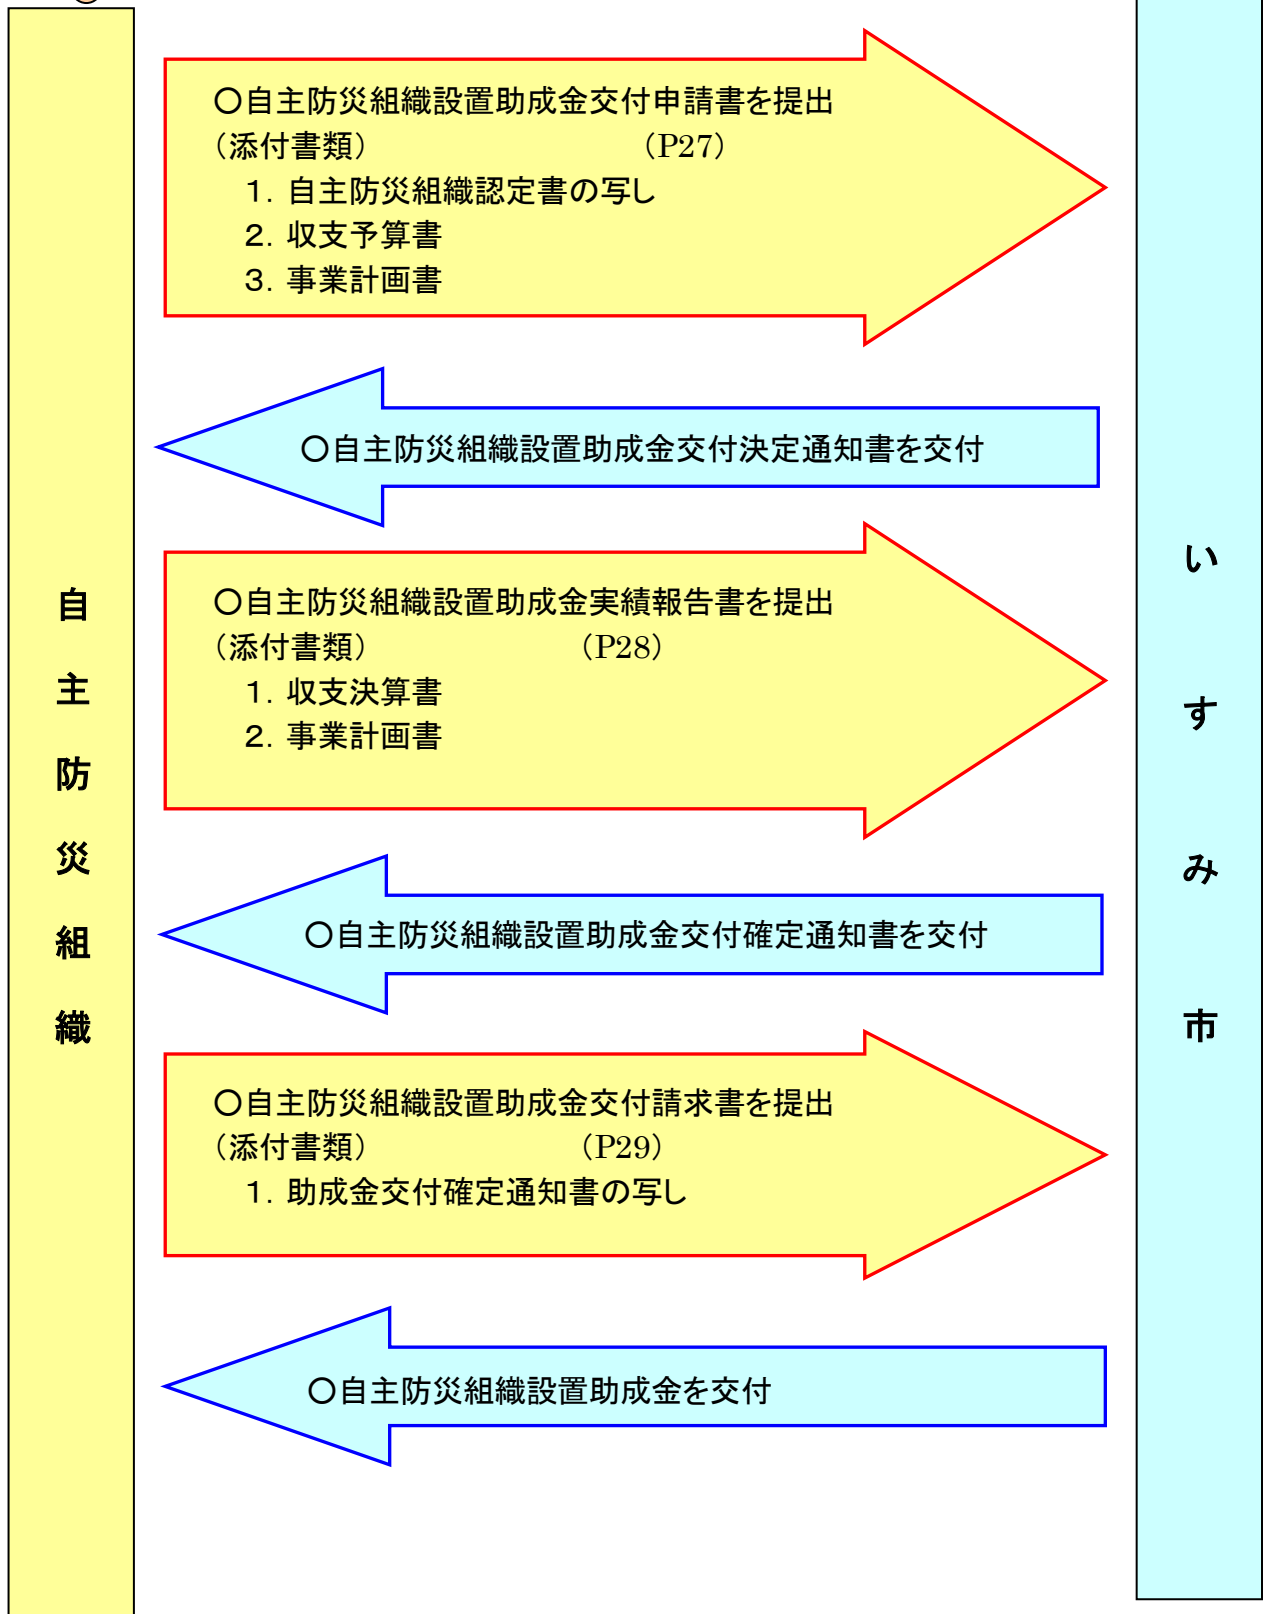 〇自主防災組織設置助成金交付申請書を提出
（添付書類）　　　　　　　　　（P27）
1．自主防災組織認定書の写し
2．収支予算書
3．事業計画書
〇自主防災組織設置助成金交付決定通知書を交付
〇自主防災組織設置助成金実績報告書を提出
（添付書類）　　　　　　　（P28）
1．収支決算書
2．事業計画書
〇自主防災組織設置助成金交付確定通知書を交付
〇自主防災組織設置助成金交付請求書を提出
（添付書類）　　　　　　　（P29）
1．助成金交付確定通知書の写し
〇自主防災組織設置助成金を交付
自主防災組織
いすみ市